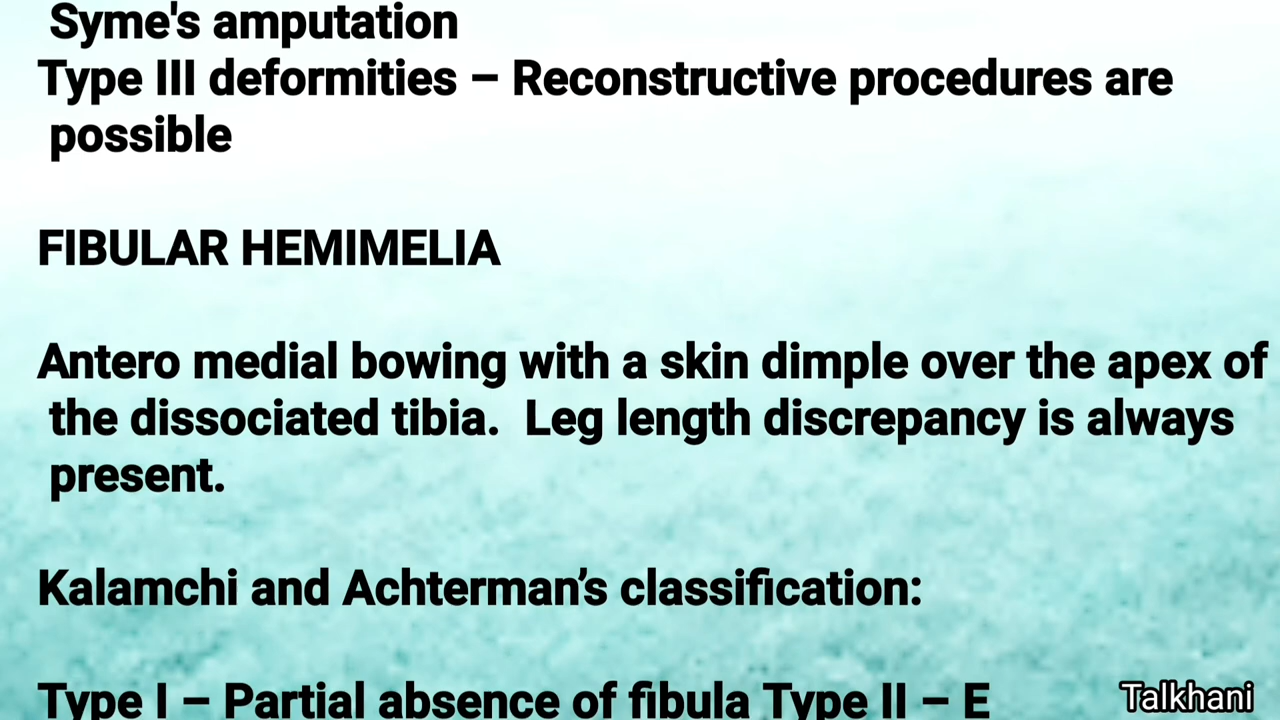 Syme's amputation
Type III deformities – Reconstructive procedures are
possible
FIBULAR HEMIMELIA
Antero medial bowing with a skin dimple over the apex of
the dissociated tibia. Leg length discrepancy is always
present.
Kalamchi and Achterman’s classification:
Type I – Partial absence of fibula Type II – E
Talkhani